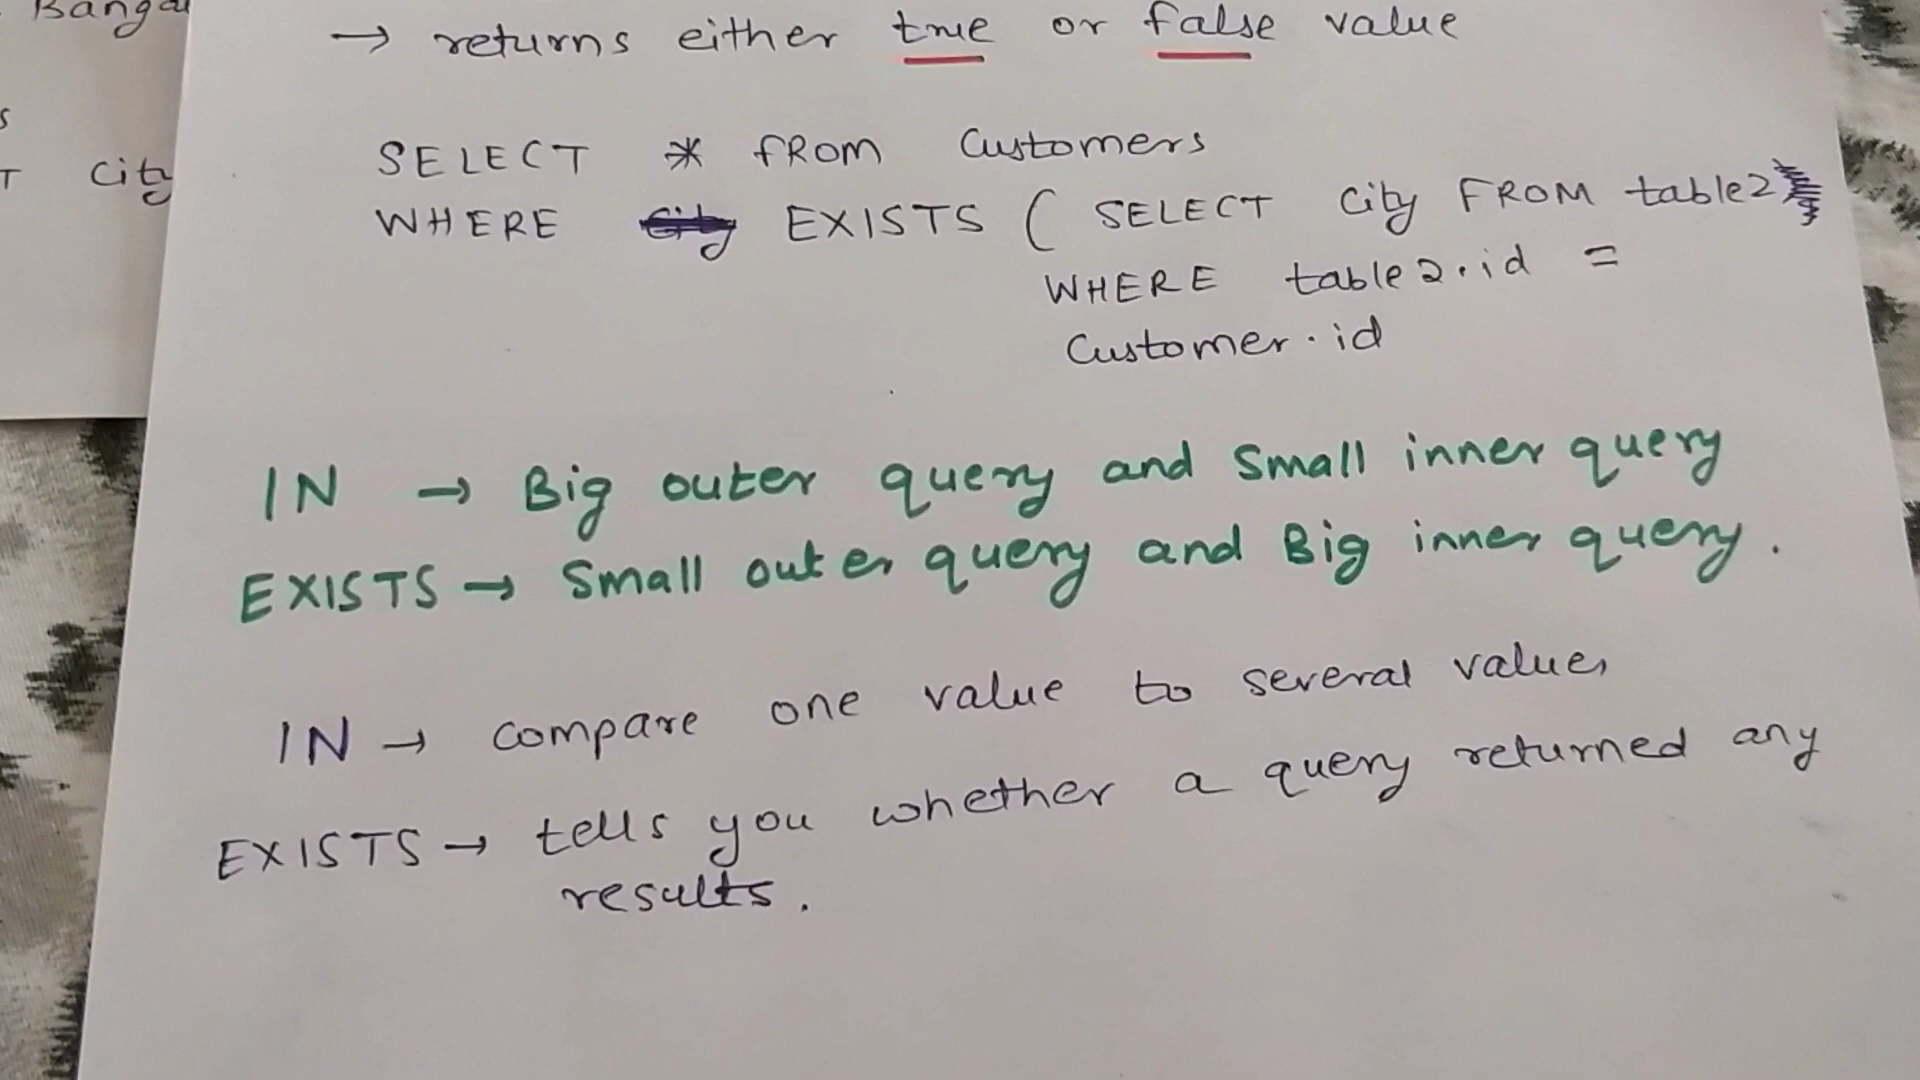 → returns either true or false value
City
SELECT * FROM Customers
WHERE EXISTS ( SELECT City FROM table2
WHERE table2.id =
Customer.id
IN → Big outer query and Small inner query
EXISTS → Small outer query and Big inner query.
IN → compare one value to several values
EXISTS → tells you whether a query returned any
results.